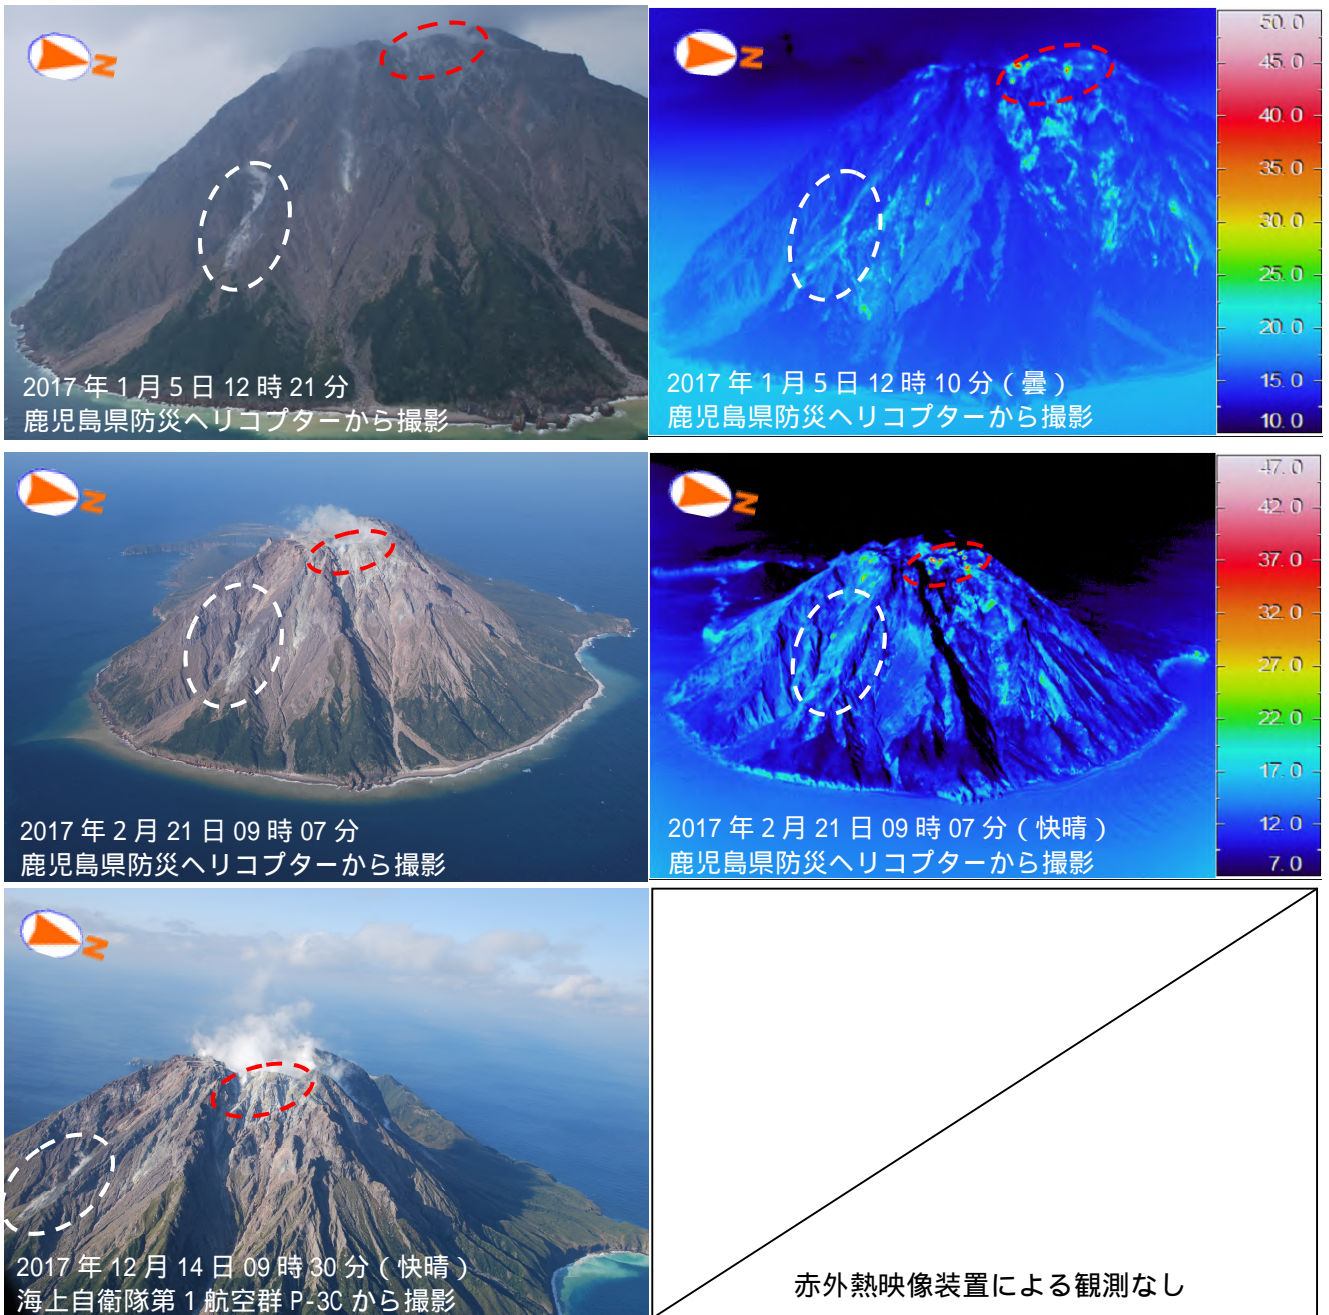 N
N
50.0
45.0
40.0
35.0
30.0
25.0
20.0
15.0
10.0
2017年1月5日12時21分
鹿児島県防災ヘリコプターから撮影
2017年1月5日12時10分(曇)
鹿児島県防災ヘリコプターから撮影
N
N
47.0
42.0
37.0
32.0
27.0
22.0
17.0
12.0
7.0
2017年2月21日09時07分
鹿児島県防災ヘリコプターから撮影
2017年2月21日09時07分(快晴)
鹿児島県防災ヘリコプターから撮影
N
2017年12月14日09時30分(快晴)
海上自衛隊第1航空群P-3Cから撮影
赤外熱映像装置による観測なし